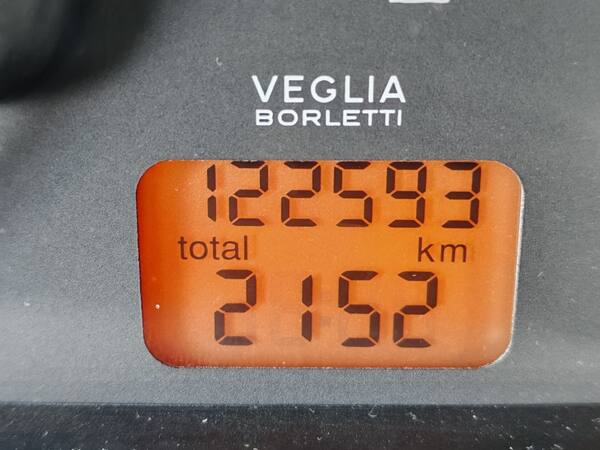 VEGLIA
BORLETTI
122593
total km
2152